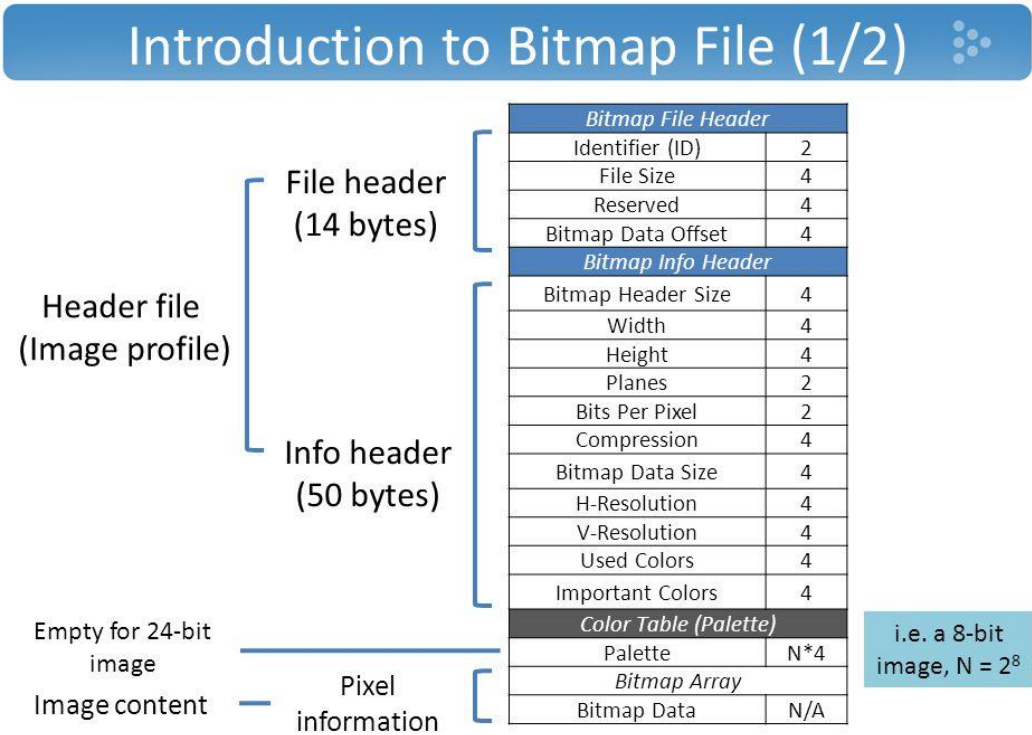 Introduction to Bitmap File (1/2)
Header file
(Image profile)
File header
(14 bytes)
Info header
(50 bytes)
Bitmap File Header
Identifier (ID) 2
File Size 4
Reserved 4
Bitmap Data Offset 4
Bitmap Info Header
Bitmap Header Size 4
Width 4
Height 4
Planes 2
Bits Per Pixel 2
Compression 4
Bitmap Data Size 4
H-Resolution 4
V-Resolution 4
Used Colors 4
Important Colors 4
Color Table (Palette)
Palette N*4
Bitmap Array
Bitmap Data N/A
Empty for 24-bit
image
Image content
Pixel
information
i.e. a 8-bit
image, N = 2⁸